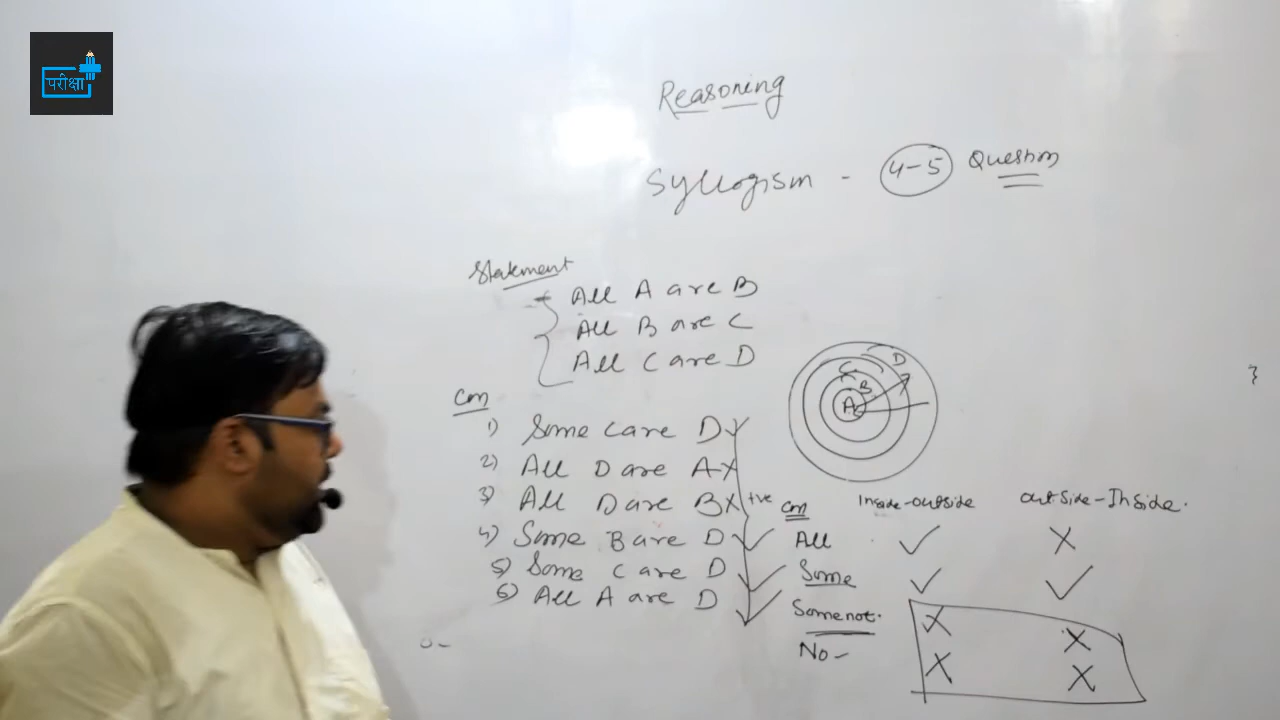 परीक्षा
Reasoning
Syllogism - 4-5 Question
Statement
All A are B
All B are C
All C are D
A B C D
Cm
1) Some C are D ✓
2) All D are A X
3) All D are B X +ve
4) Some B are D ✓
5) Some C are D ✓
6) All A are D ✓
Cm Inside-outside outside-Inside.
All ✓ X
Some ✓ ✓
Some not. X X
No - X X